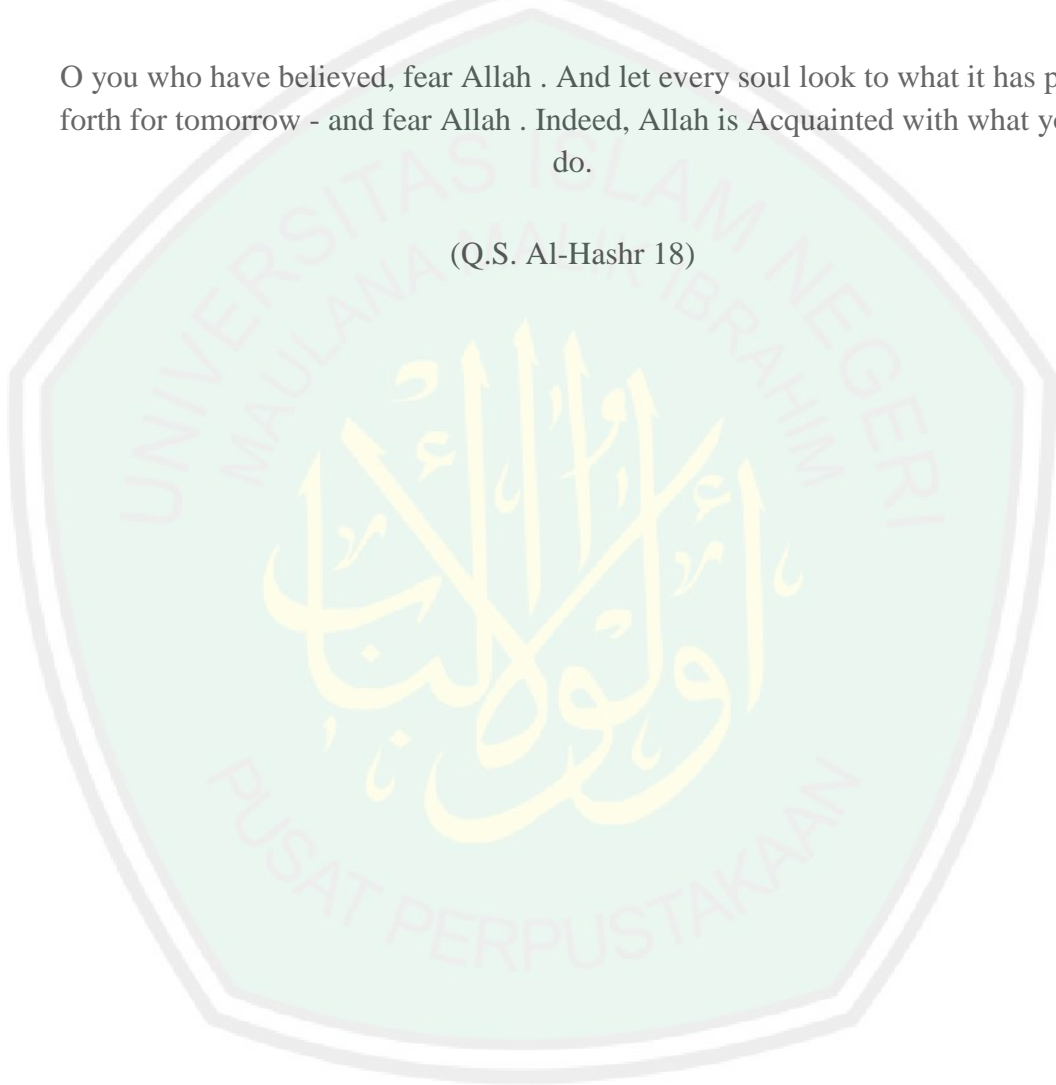 O you who have believed, fear Allah . And let every soul look to what it has p
forth for tomorrow - and fear Allah . Indeed, Allah is Acquainted with what y
do.
(Q.S. Al-Hashr 18)
UNIVERSITAS ISLAM NEGERI
MAULANA MALIK IBRAHIM
أولوا الألباب
PUSAT PERPUSTAKAAN